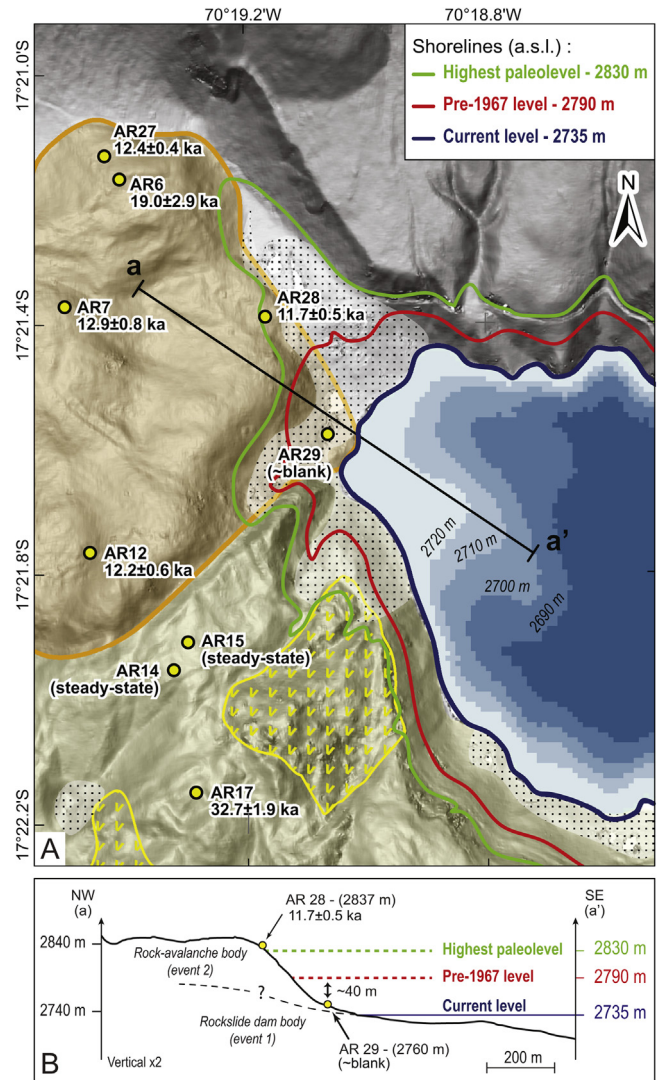 70°19.2'W
70°18.8'W
17°21.0'S
17°21.4'S
17°21.8'S
17°22.2'S
Shorelines (a.s.l.) :
Highest paleolevel - 2830 m
Pre-1967 level - 2790 m
Current level - 2735 m
N
AR27
12.4±0.4 ka
AR6
19.0±2.9 ka
a
AR7
12.9±0.8 ka
AR28
11.7±0.5 ka
AR29
(~blank)
a'
2720 m
2710 m
2700 m
2690 m
AR12
12.2±0.6 ka
AR15
(steady-state)
AR14
(steady-state)
AR17
32.7±1.9 ka
A
NW
(a)
AR 28 - (2837 m)
11.7±0.5 ka
SE
(a')
2840 m
Rock-avalanche body
(event 2)
Highest paleolevel
2830 m
Pre-1967 level
2790 m
~40 m
?
2740 m
Rockslide dam body
(event 1)
Current level
2735 m
AR 29 - (2760 m)
(~blank)
B
Vertical x2
200 m